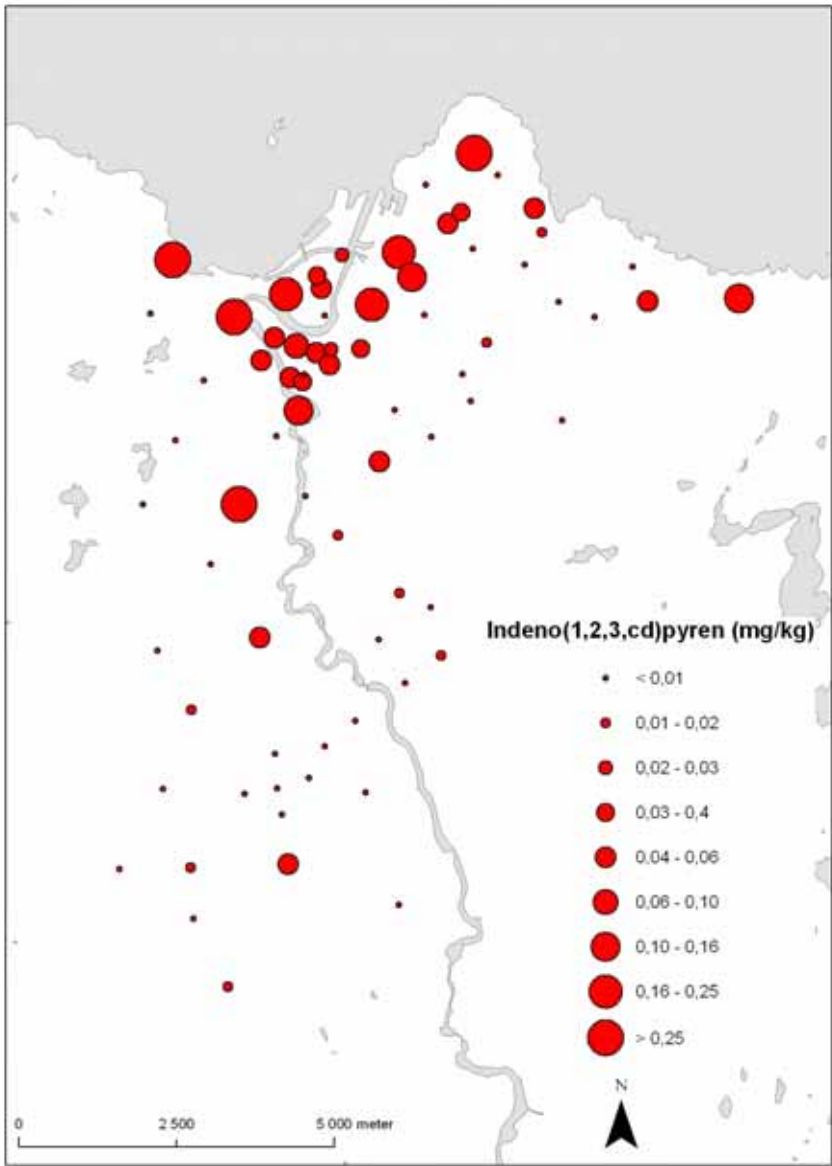 Indeno(1,2,3,cd)pyren (mg/kg)
< 0,01
0,01 - 0,02
0,02 - 0,03
0,03 - 0,4
0,04 - 0,06
0,06 - 0,10
0,10 - 0,16
0,16 - 0,25
> 0,25
N
0 2 500 5 000 meter